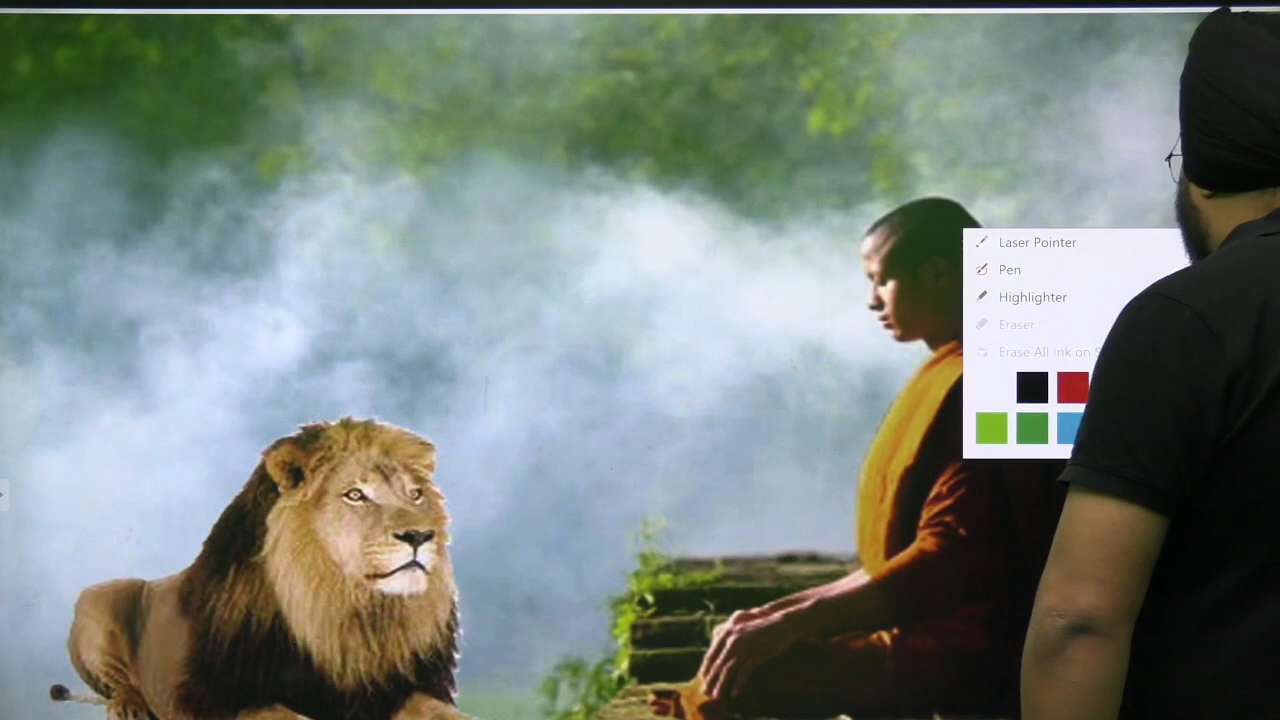 Laser Pointer
Pen
Highlighter
Eraser
Erase All Ink on